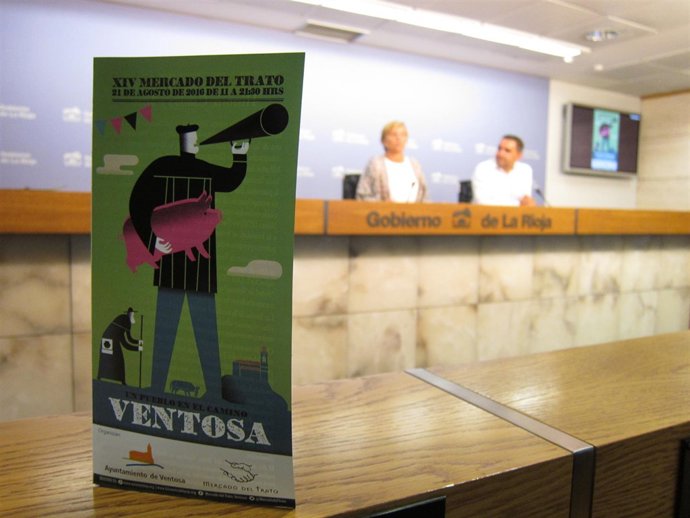 XIV MERCADO DEL TRATO
21 DE AGOSTO DE 2016 DE 11 A 21:30 HRS
UN PUEBLO EN EL CAMINO
VENTOSA
Organizan:
Ayuntamiento de Ventosa
MERCADO DEL TRATO
Gobierno de La Rioja